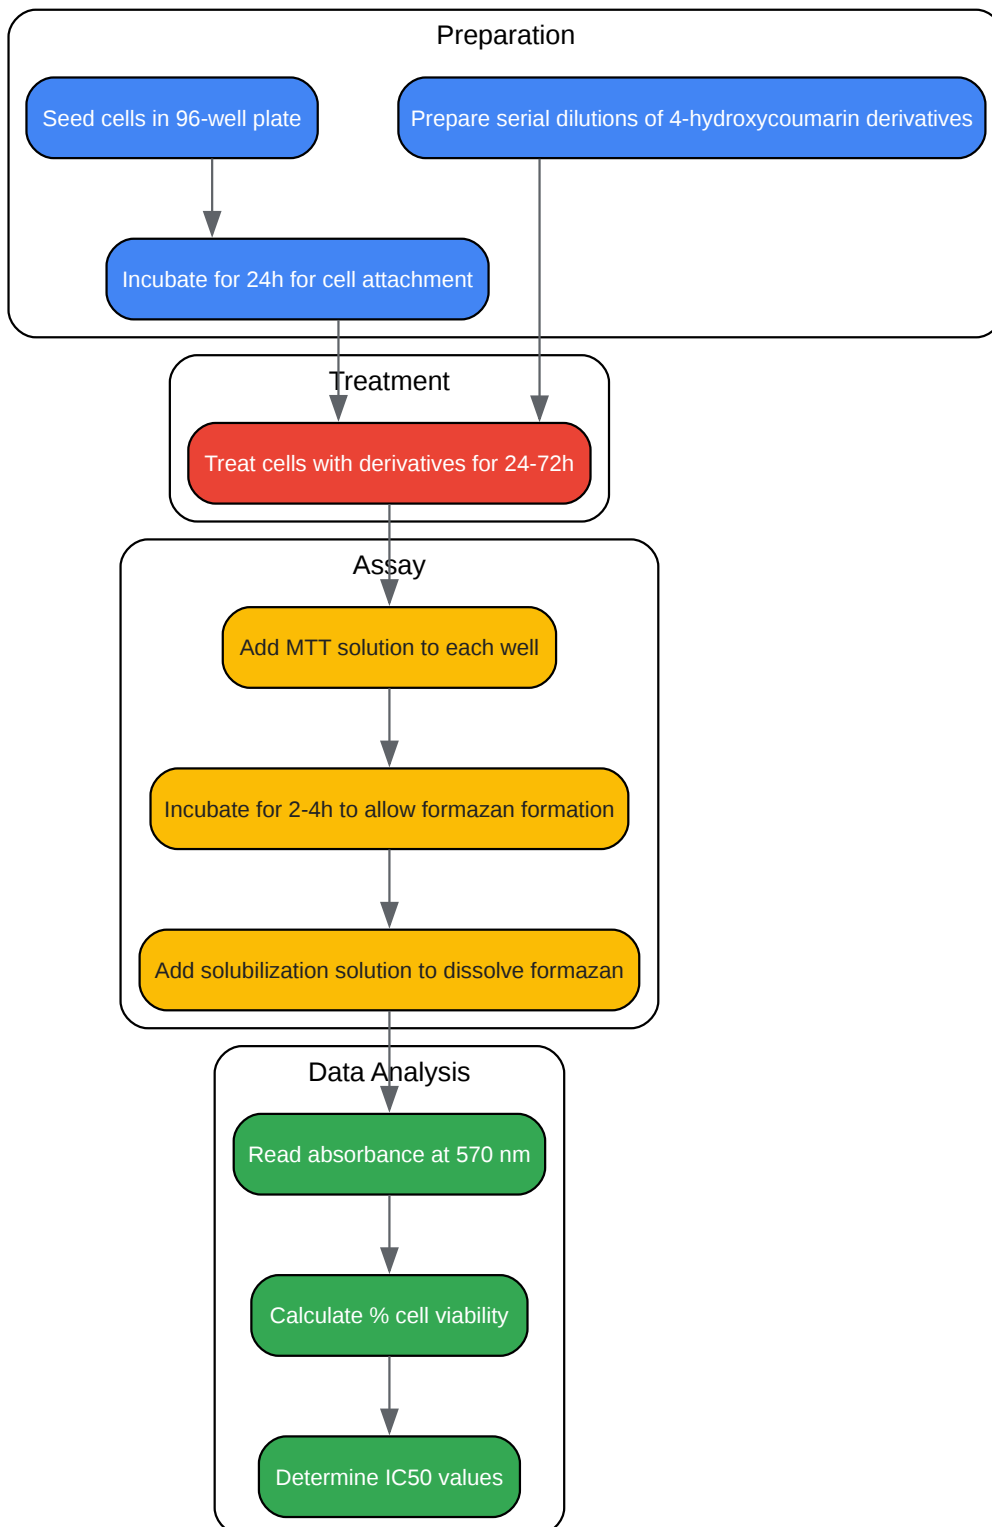 Preparation
Seed cells in 96-well plate
Prepare serial dilutions of 4-hydroxycoumarin derivatives
Incubate for 24h for cell attachment
Treatment
Treat cells with derivatives for 24-72h
Assay
Add MTT solution to each well
Incubate for 2-4h to allow formazan formation
Add solubilization solution to dissolve formazan
Data Analysis
Read absorbance at 570 nm
Calculate % cell viability
Determine IC50 values